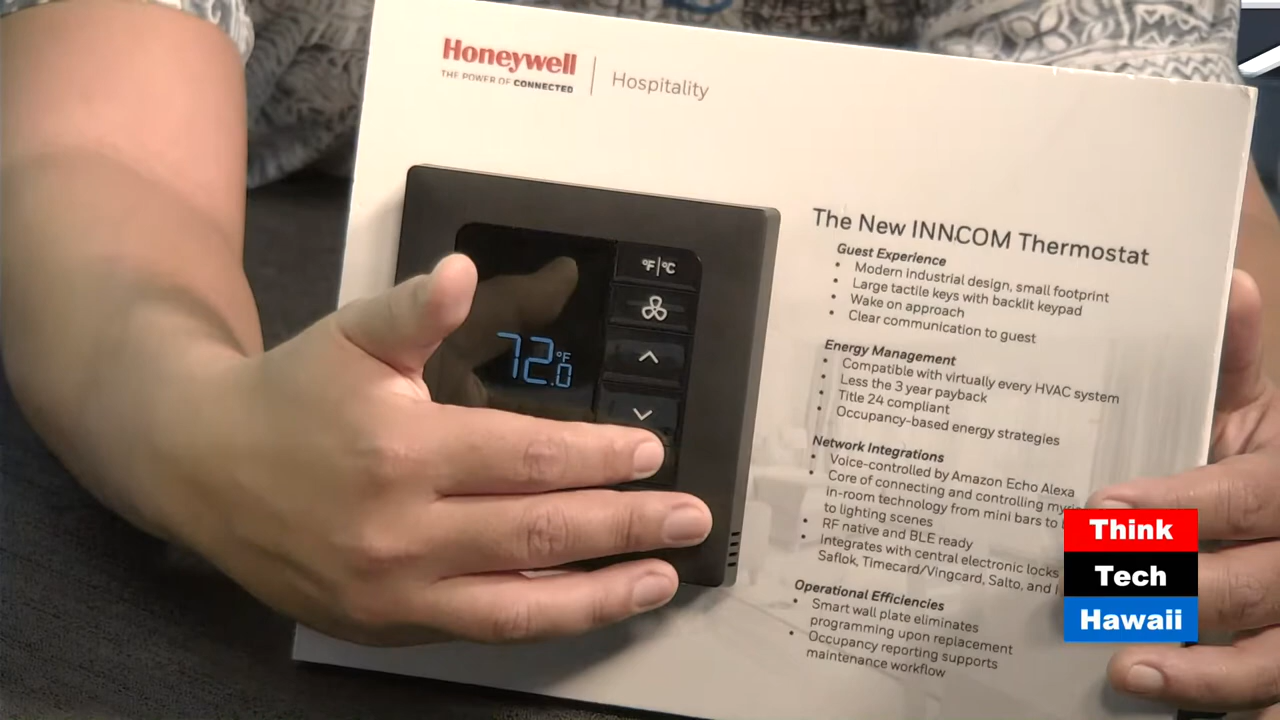 Honeywell
THE POWER OF CONNECTED
Hospitality
°F|°C
72.0 °F
The New INNCOM Thermostat
Guest Experience
• Modern industrial design, small footprint
• Large tactile keys with backlit keypad
• Wake on approach
• Clear communication to guest
Energy Management
• Compatible with virtually every HVAC system
• Less the 3 year payback
• Title 24 compliant
• Occupancy-based energy strategies
Network Integrations
• Voice-controlled by Amazon Echo Alexa
• Core of connecting and controlling
in-room technology from mini bars to
to lighting scenes
• RF native and BLE ready
• Integrates with central electronic locks
Saflok, Timecard/Vingcard, Salto, and
Operational Efficiencies
• Smart wall plate eliminates
programming upon replacement
• Occupancy reporting supports
maintenance workflow
Think
Tech
Hawaii